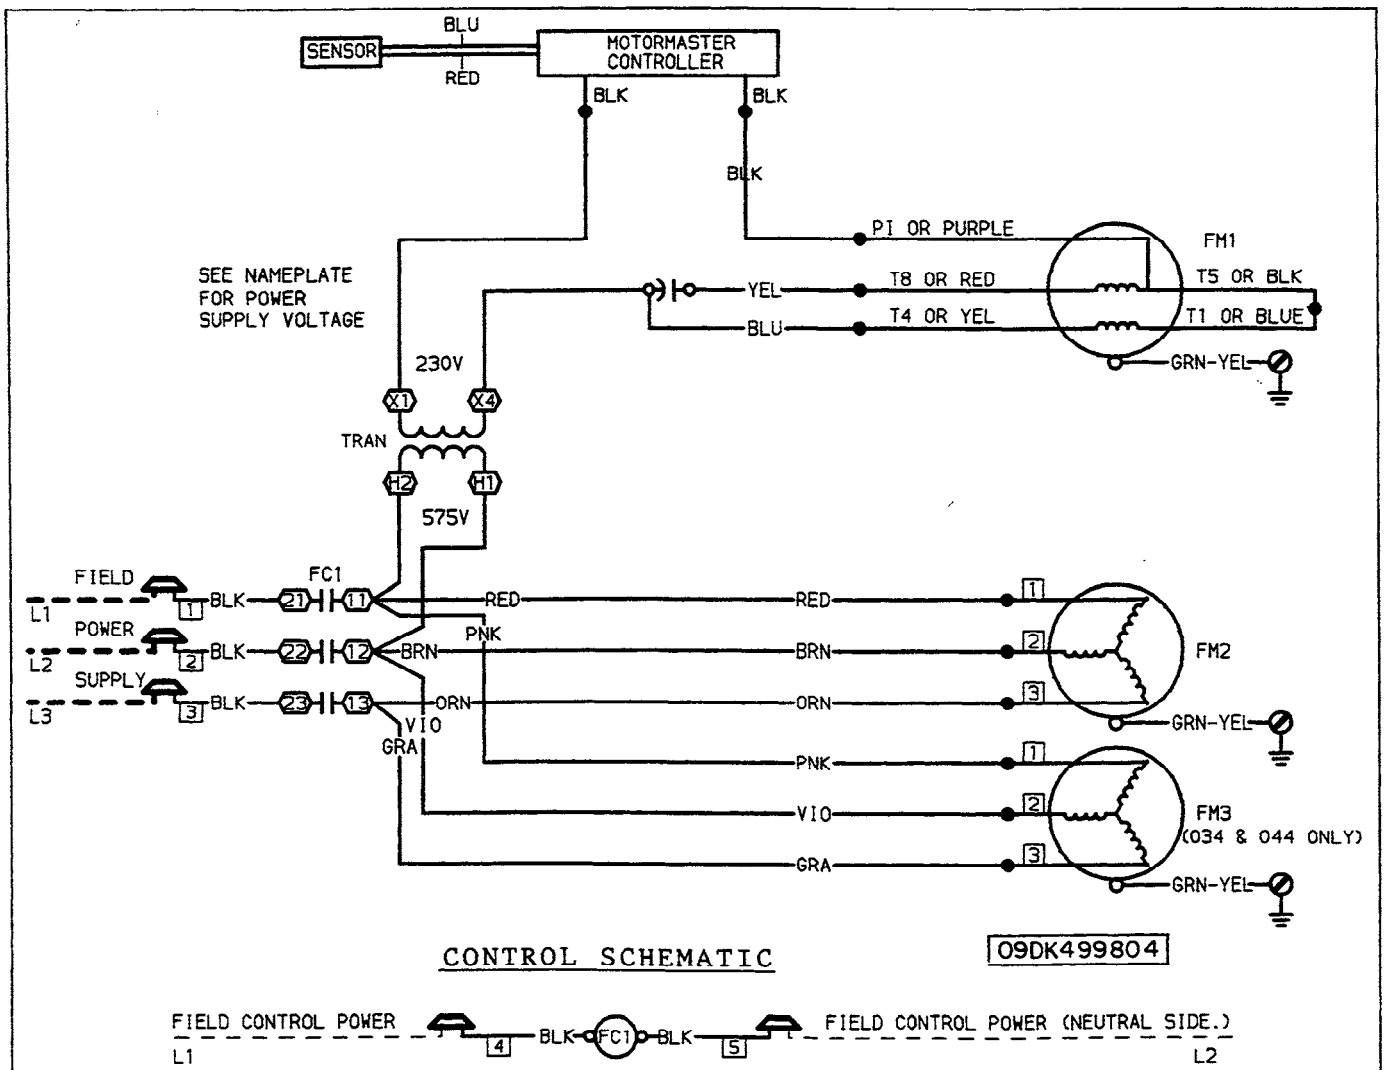 BLU
SENSOR
RED
MOTORMASTER
CONTROLLER
BLK
BLK
BLK
PI OR PURPLE
FM1
SEE NAMEPLATE
FOR POWER
SUPPLY VOLTAGE
YEL
T8 OR RED
T5 OR BLK
BLU
T4 OR YEL
T1 OR BLUE
230V
GRN-YEL
X1
X4
TRAN
H2
H1
575V
FIELD
FC1
L1
1
BLK
21
11
RED
RED
1
POWER
PNK
L2
2
BLK
22
12
BRN
BRN
2
FM2
SUPPLY
L3
3
BLK
23
13
ORN
ORN
3
VIO
GRA
GRN-YEL
PNK
1
VIO
2
FM3
(034 & 044 ONLY)
GRA
3
GRN-YEL
CONTROL SCHEMATIC
09DK499804
FIELD CONTROL POWER
L1
4
BLK
FC1
BLK
5
FIELD CONTROL POWER (NEUTRAL SIDE.)
L2